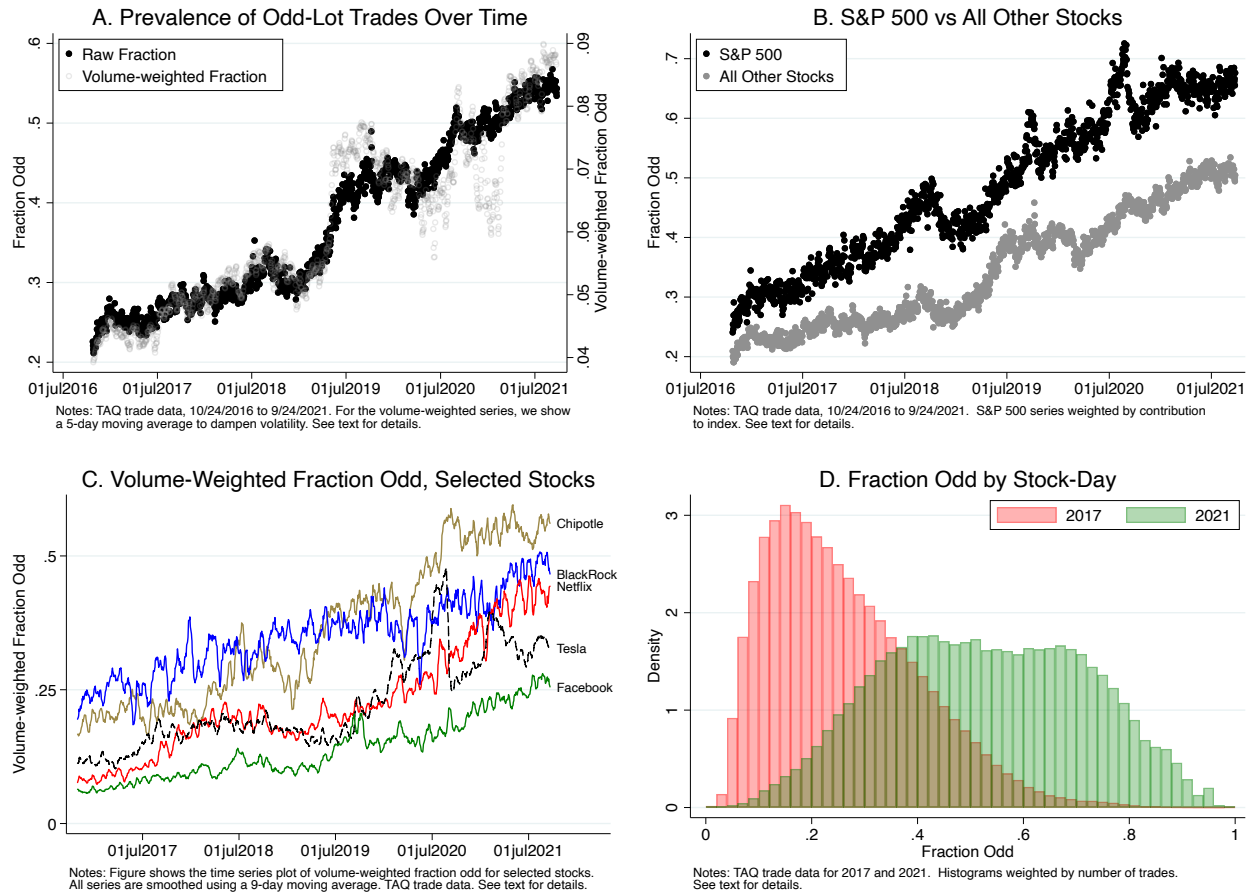 A. Prevalence of Odd-Lot Trades Over Time
Raw Fraction
Volume-weighted Fraction
Fraction Odd
.6
.5
.4
.3
.2
Volume-weighted Fraction Odd
.09
.08
.07
.06
.05
.04
01jul2016 01jul2017 01jul2018 01jul2019 01jul2020 01jul2021
Notes: TAQ trade data, 10/24/2016 to 9/24/2021. For the volume-weighted series, we show
a 5-day moving average to dampen volatility. See text for details.
B. S&P 500 vs All Other Stocks
S&P 500
All Other Stocks
Fraction Odd
.7
.6
.5
.4
.3
.2
01jul2016 01jul2017 01jul2018 01jul2019 01jul2020 01jul2021
Notes: TAQ trade data, 10/24/2016 to 9/24/2021. S&P 500 series weighted by contribution
to index. See text for details.
C. Volume-Weighted Fraction Odd, Selected Stocks
Volume-weighted Fraction Odd
.5
.25
0
Chipotle
BlackRock
Netflix
Tesla
Facebook
01jul2017 01jul2018 01jul2019 01jul2020 01jul2021
Notes: Figure shows the time series plot of volume-weighted fraction odd for selected stocks.
All series are smoothed using a 9-day moving average. TAQ trade data. See text for details.
D. Fraction Odd by Stock-Day
2017 2021
Density
3
2
1
0
0 .2 .4 .6 .8 1
Fraction Odd
Notes: TAQ trade data for 2017 and 2021. Histograms weighted by number of trades.
See text for details.